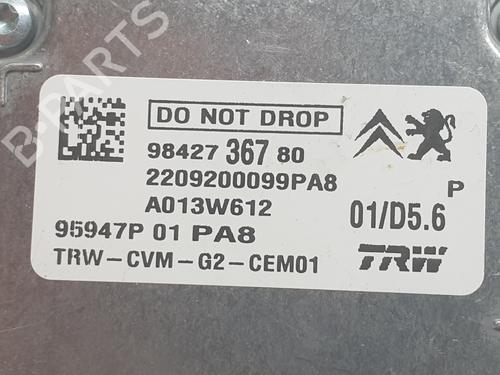 DO NOT DROP
98427 367 80
2209200099PA8
A013W612
P
01/D5.6
95947P 01 PA8
TRW-CVM-G2-CEM01
TRW
B-PARTS